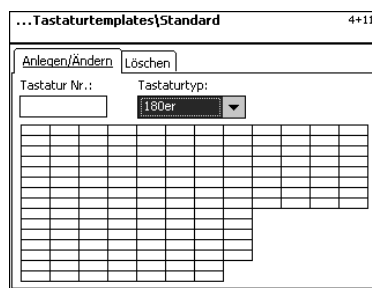 ...Tastaturtemplates\Standard 4+11
Anlegen/Ändern Löschen
Tastatur Nr.: Tastaturtyp:
180er